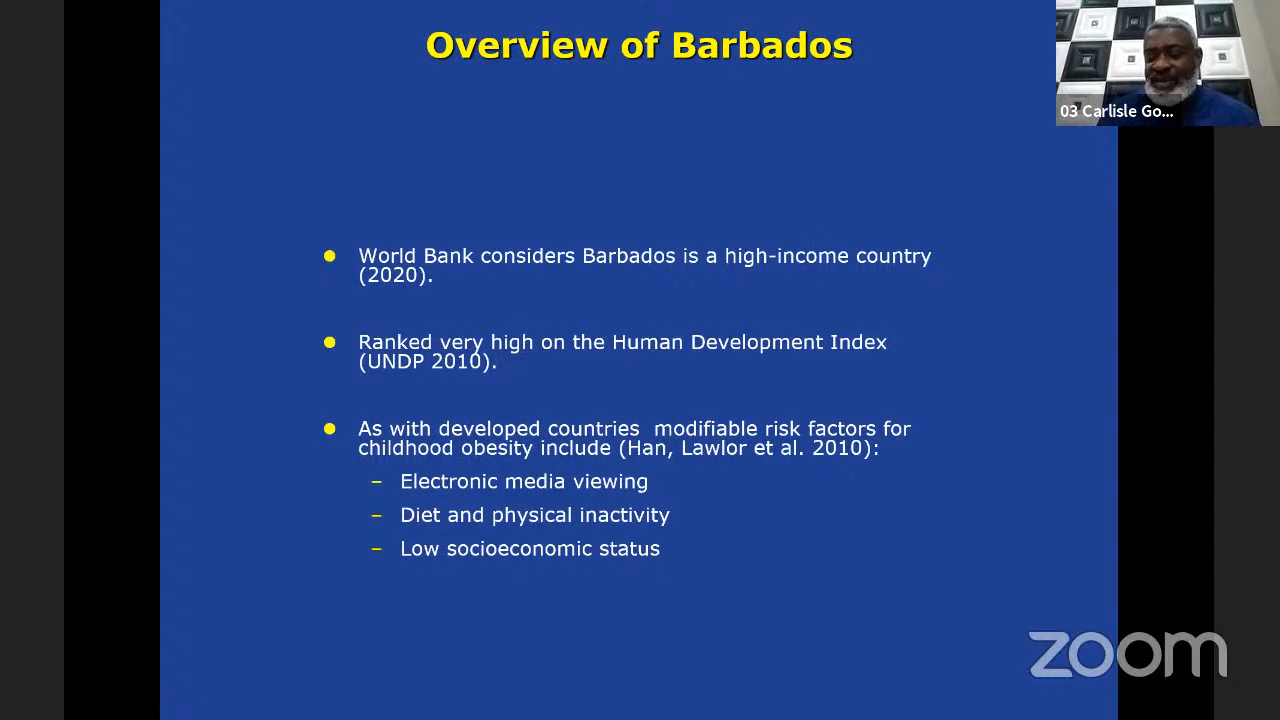 Overview of Barbados
03 Carlisle Go...
World Bank considers Barbados is a high-income country
(2020).
Ranked very high on the Human Development Index
(UNDP 2010).
As with developed countries  modifiable risk factors for
childhood obesity include (Han, Lawlor et al. 2010):
– Electronic media viewing
– Diet and physical inactivity
– Low socioeconomic status
zoom